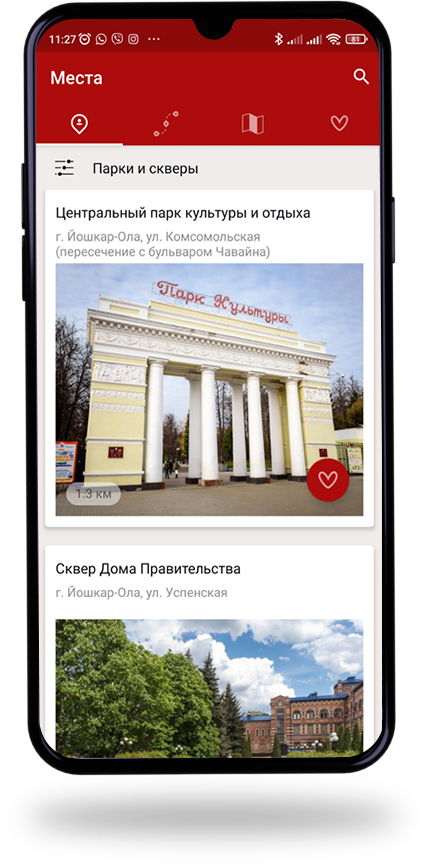 11:27
81
Места
Парки и скверы
Центральный парк культуры и отдыха
г. Йошкар-Ола, ул. Комсомольская
(пересечение с бульваром Чавайна)
Парк Культуры
1.3 км
Сквер Дома Правительства
г. Йошкар-Ола, ул. Успенская